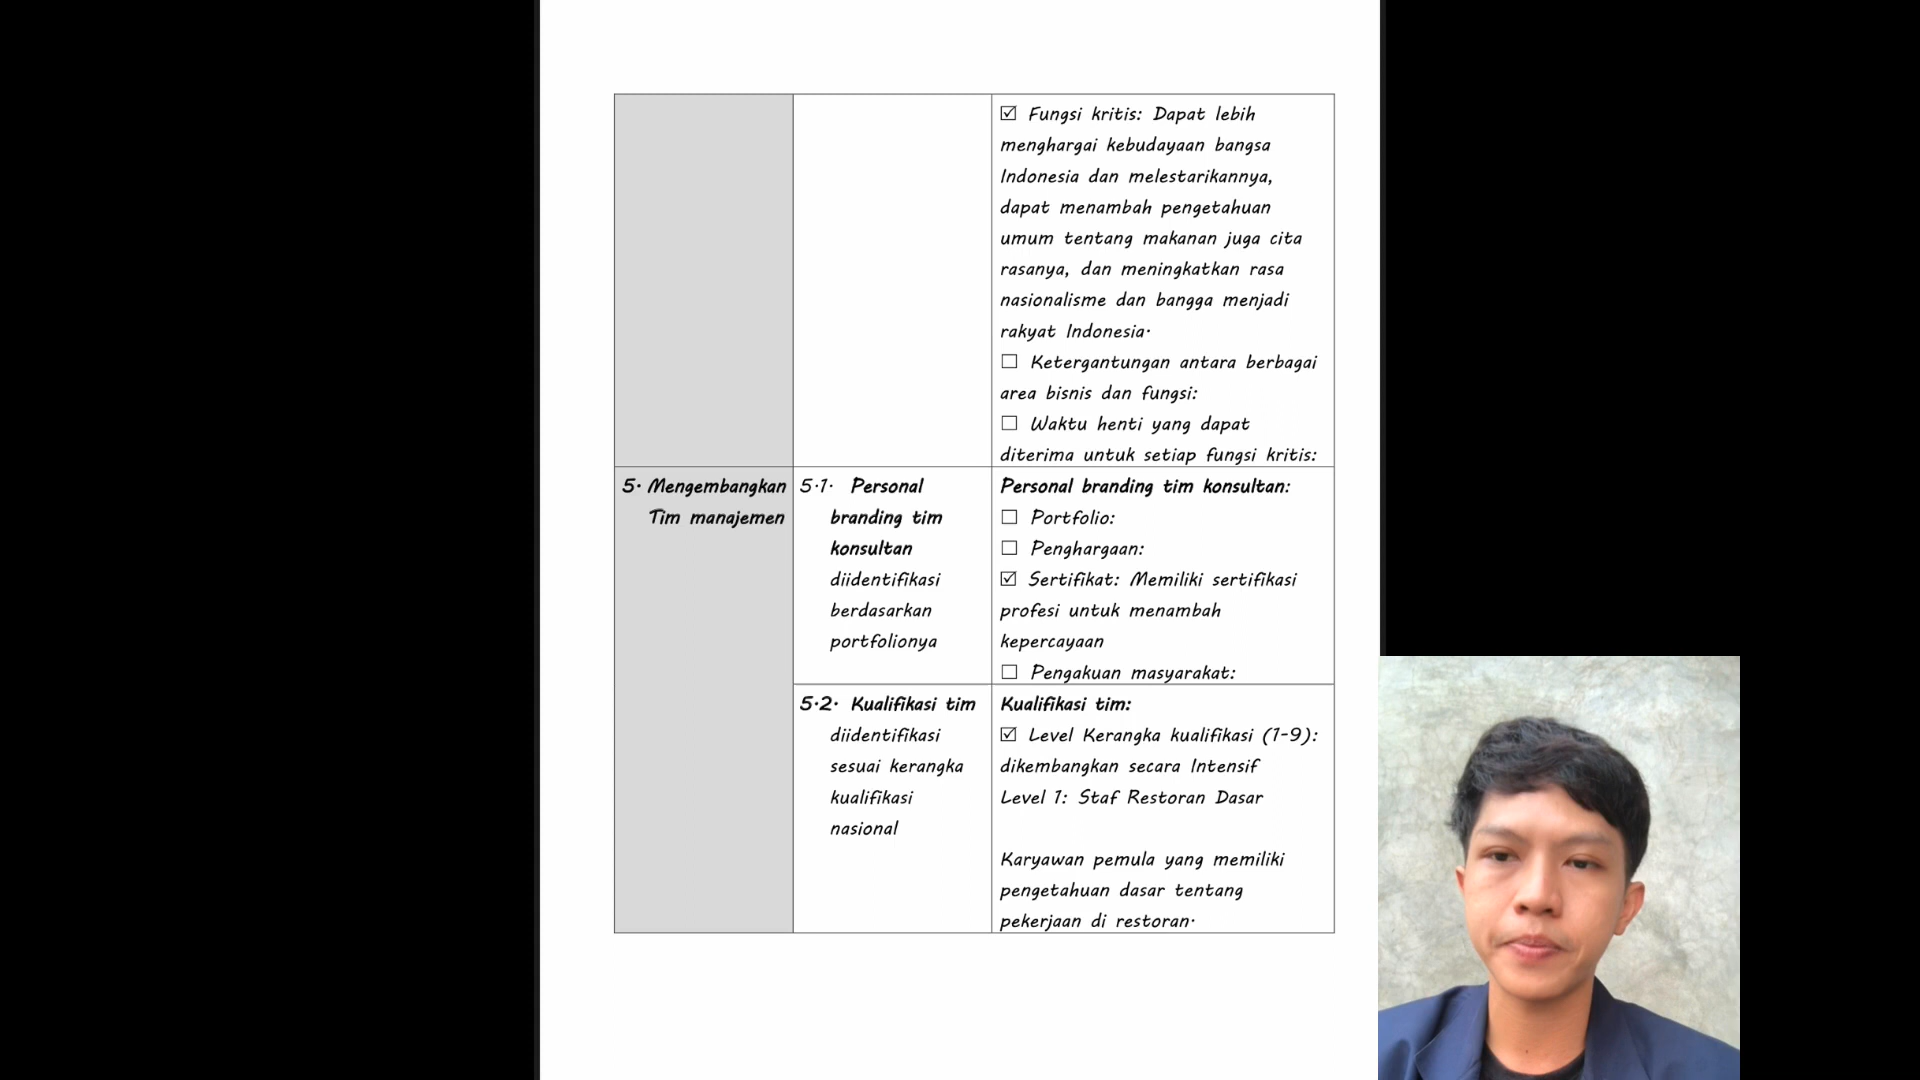 ☑ Fungsi kritis: Dapat lebih
menghargai kebudayaan bangsa
Indonesia dan melestarikannya,
dapat menambah pengetahuan
umum tentang makanan juga cita
rasanya, dan meningkatkan rasa
nasionalisme dan bangga menjadi
rakyat Indonesia.
☐ Ketergantungan antara berbagai
area bisnis dan fungsi:
☐ Waktu henti yang dapat
diterima untuk setiap fungsi kritis:
5. Mengembangkan
Tim manajemen
5.1. Personal
branding tim
konsultan
diidentifikasi
berdasarkan
portfolionya
Personal branding tim konsultan:
☐ Portfolio:
☐ Penghargaan:
☑ Sertifikat: Memiliki sertifikasi
profesi untuk menambah
kepercayaan
☐ Pengakuan masyarakat:
5.2. Kualifikasi tim
diidentifikasi
sesuai kerangka
kualifikasi
nasional
Kualifikasi tim:
☑ Level Kerangka kualifikasi (1-9):
dikembangkan secara Intensif
Level 1: Staf Restoran Dasar
Karyawan pemula yang memiliki
pengetahuan dasar tentang
pekerjaan di restoran.